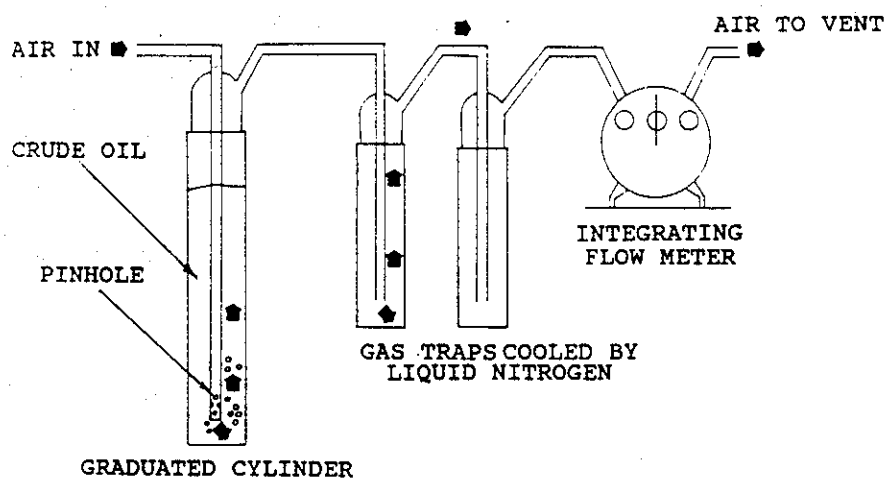 AIR IN
AIR TO VENT
CRUDE OIL
PINHOLE
INTEGRATING
FLOW METER
GAS TRAPS COOLED BY
LIQUID NITROGEN
GRADUATED CYLINDER